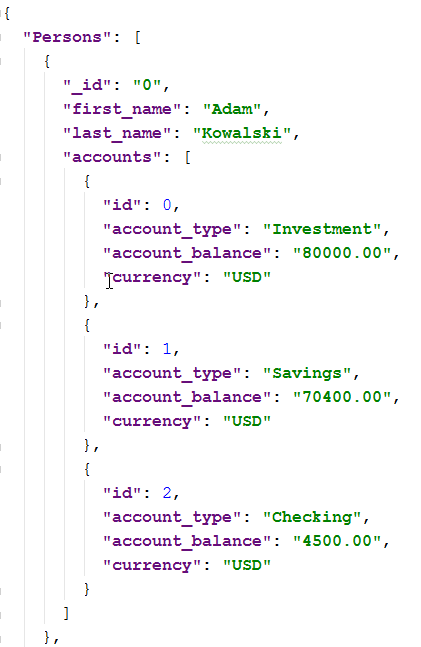 {
"Persons": [
{
"_id": "0",
"first_name": "Adam",
"last_name": "Kowalski",
"accounts": [
{
"id": 0,
"account_type": "Investment",
"account_balance": "80000.00",
"currency": "USD"
},
{
"id": 1,
"account_type": "Savings",
"account_balance": "70400.00",
"currency": "USD"
},
{
"id": 2,
"account_type": "Checking",
"account_balance": "4500.00",
"currency": "USD"
}
]
},